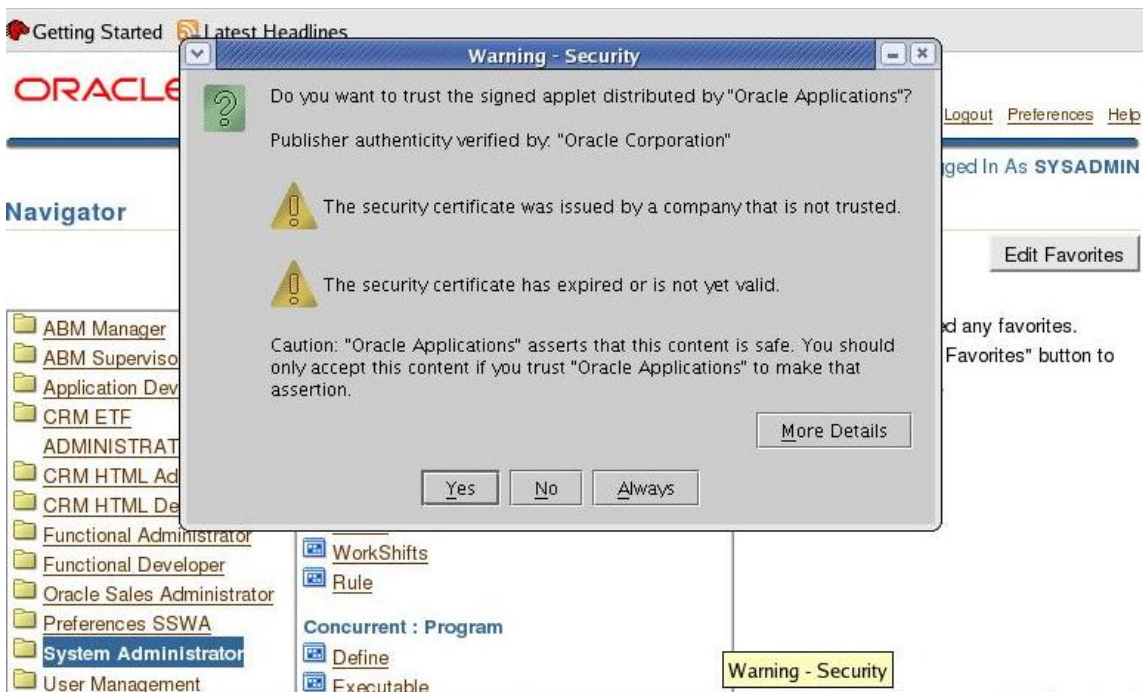 Getting Started Latest Headlines
Warning - Security
ORACLE
Do you want to trust the signed applet distributed by "Oracle Applications"?
Logout Preferences Help
Publisher authenticity verified by: "Oracle Corporation"
In As SYSADMIN
Navigator
The security certificate was issued by a company that is not trusted.
Edit Favorites
The security certificate has expired or is not yet valid.
ABM Manager
any favorites.
ABM
Favorites" button to
Caution: "Oracle Applications" asserts that this content is safe. You should
only accept this content if you trust "Oracle Applications" to make that
assertion.
Application
CRM ETF
More Details
CRM HTML
Yes No Always
CRM HTML
Functional Administrator
WorkShifts
Functional Developer
Rule
Oracle Sales Administrator
Preferences SSWA
Concurrent : Program
System Administrator
Define
Warning - Security
User Management
Executable